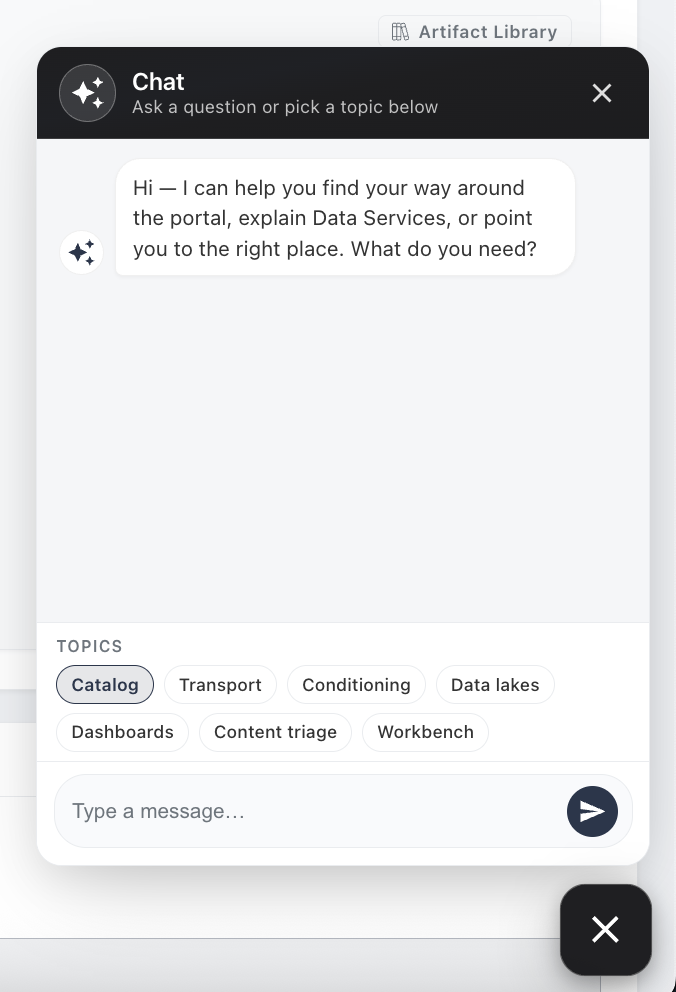 Artifact Library
Chat
Ask a question or pick a topic below
Hi — I can help you find your way around
the portal, explain Data Services, or point
you to the right place. What do you need?
TOPICS
Catalog
Transport
Conditioning
Data lakes
Dashboards
Content triage
Workbench
Type a message...